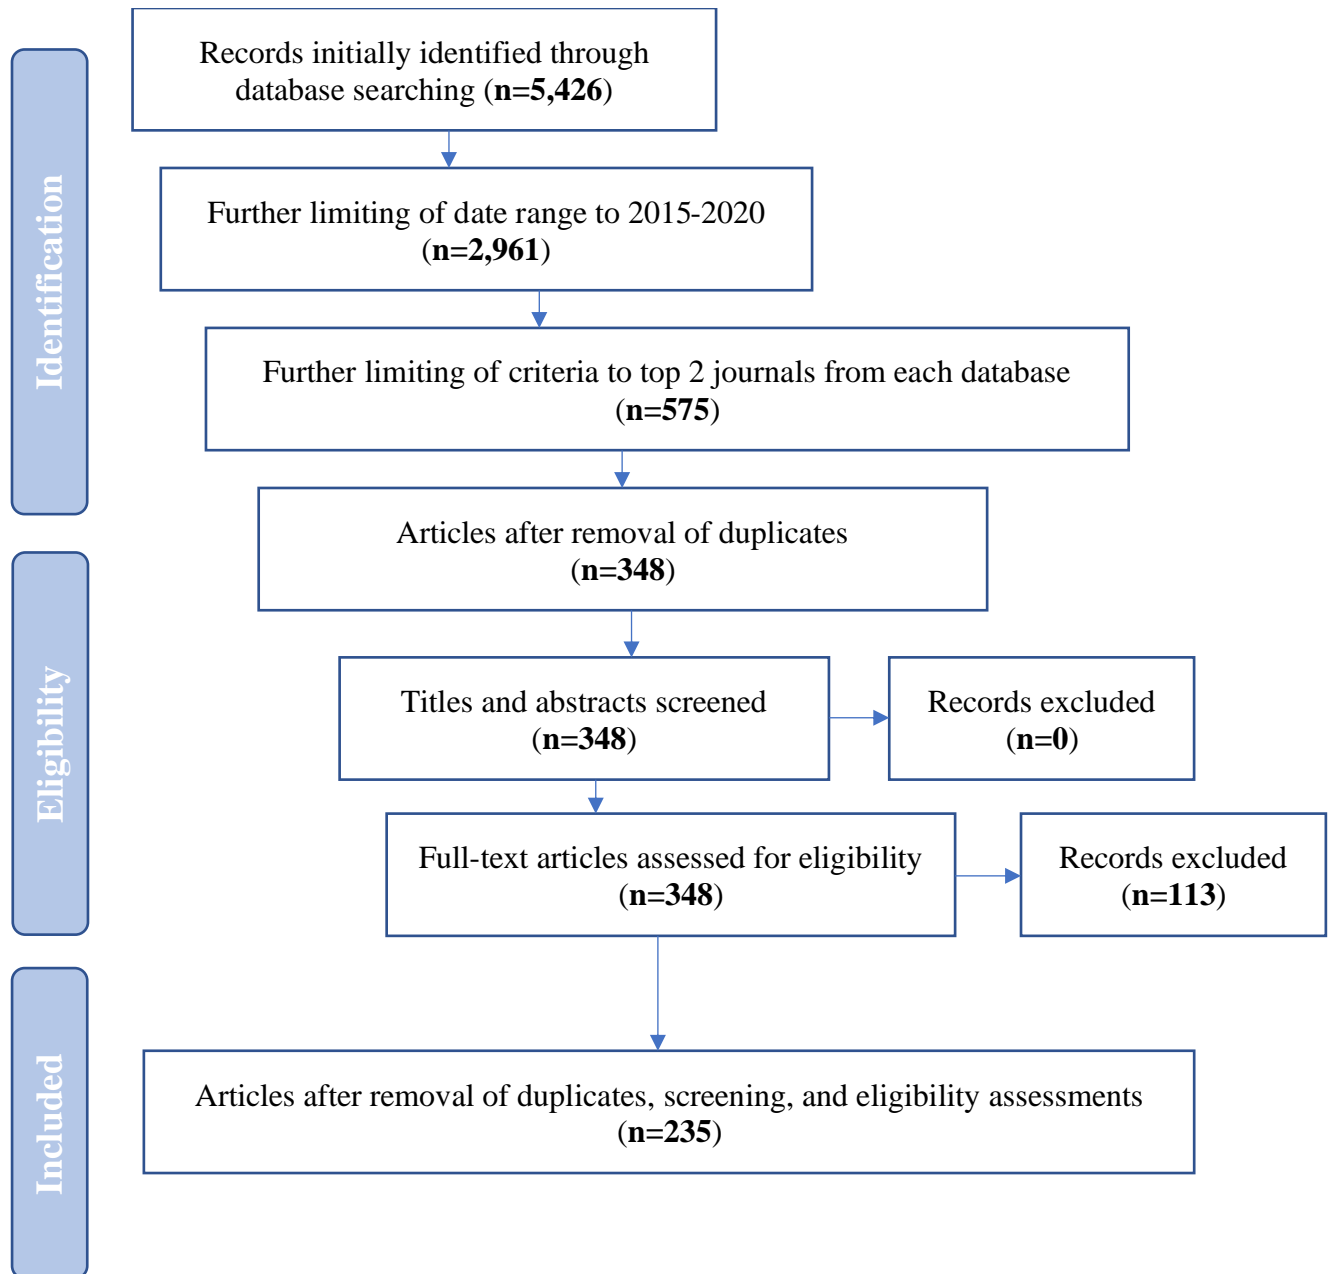 Identification
Records initially identified through
database searching (n=5,426)
Further limiting of date range to 2015-2020
(n=2,961)
Further limiting of criteria to top 2 journals from each database
(n=575)
Articles after removal of duplicates
(n=348)
Eligibility
Titles and abstracts screened
(n=348)
Records excluded
(n=0)
Full-text articles assessed for eligibility
(n=348)
Records excluded
(n=113)
Included
Articles after removal of duplicates, screening, and eligibility assessments
(n=235)